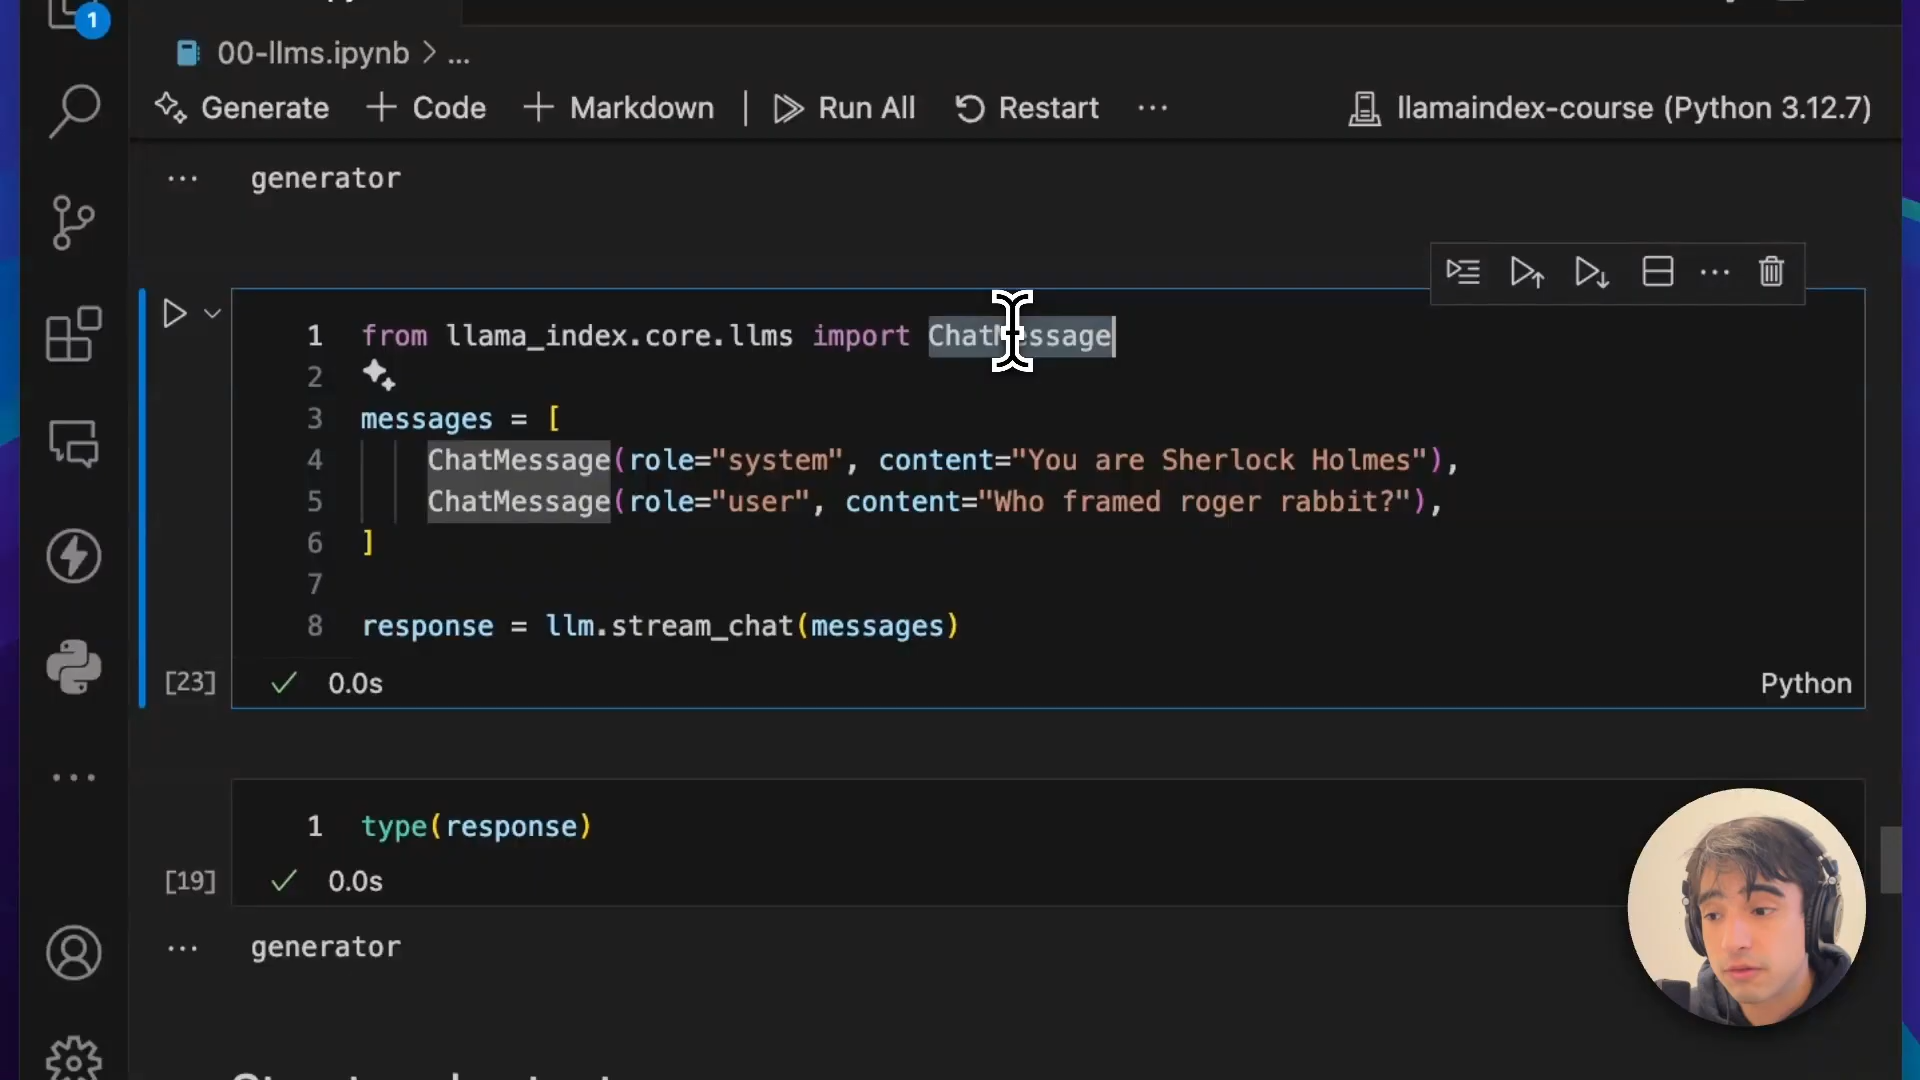 1
00-llms.ipynb > ...
Generate + Code + Markdown | Run All Restart ... llamaindex-course (Python 3.12.7)
... generator
1 from llama_index.core.llms import ChatMessage
2
3 messages = [
4 ChatMessage(role="system", content="You are Sherlock Holmes"),
5 ChatMessage(role="user", content="Who framed roger rabbit?"),
6 ]
7
8 response = llm.stream_chat(messages)
[23] 0.0s Python
1 type(response)
[19] 0.0s
... generator